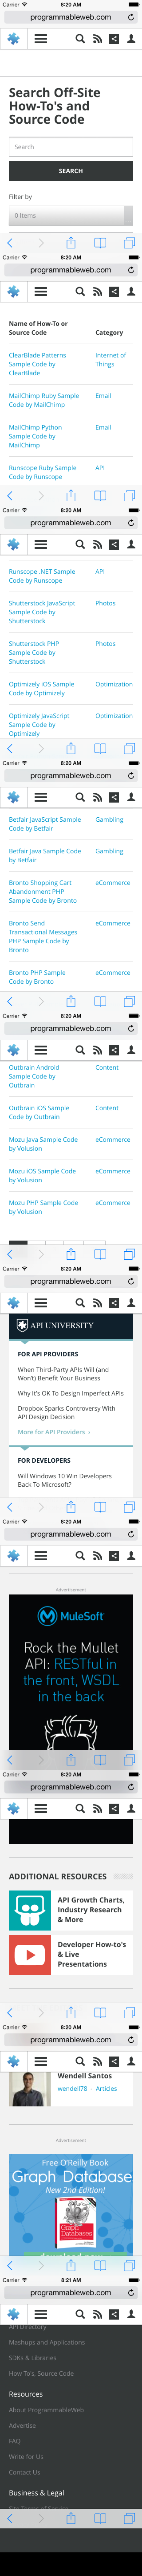 Carrier 8:20 AM
programmableweb.com
Search Off-Site
How-To's and
Source Code
Search
SEARCH
Filter by
0 Items
Carrier 8:20 AM
programmableweb.com
Name of How-To or
Source Code
Category
ClearBlade Patterns
Sample Code by
ClearBlade
Internet of
Things
MailChimp Ruby Sample
Code by MailChimp
Email
MailChimp Python
Sample Code by
MailChimp
Email
Runscope Ruby Sample
Code by Runscope
API
Carrier 8:20 AM
programmableweb.com
Runscope .NET Sample
Code by Runscope
API
Shutterstock JavaScript
Sample Code by
Shutterstock
Photos
Shutterstock PHP
Sample Code by
Shutterstock
Photos
Optimizely iOS Sample
Code by Optimizely
Optimization
Optimizely JavaScript
Sample Code by
Optimizely
Optimization
Carrier 8:20 AM
programmableweb.com
Betfair JavaScript Sample
Code by Betfair
Gambling
Betfair Java Sample Code
by Betfair
Gambling
Bronto Shopping Cart
Abandonment PHP
Sample Code by Bronto
eCommerce
Bronto Send
Transactional Messages
PHP Sample Code by
Bronto
eCommerce
Bronto PHP Sample
Code by Bronto
eCommerce
Carrier 8:20 AM
programmableweb.com
Outbrain Android
Sample Code by
Outbrain
Content
Outbrain iOS Sample
Code by Outbrain
Content
Mozu Java Sample Code
by Volusion
eCommerce
Mozu iOS Sample Code
by Volusion
eCommerce
Mozu PHP Sample Code
by Volusion
eCommerce
Carrier 8:20 AM
programmableweb.com
API UNIVERSITY
FOR API PROVIDERS
When Third-Party APIs Will (and
Won't) Benefit Your Business
Why It's OK To Design Imperfect APIs
Dropbox Sparks Controversy With
API Design Decision
More for API Providers ›
FOR DEVELOPERS
Will Windows 10 Win Developers
Back To Microsoft?
Carrier 8:20 AM
programmableweb.com
Advertisement
MuleSoft
Rock the Mullet
API: RESTful in
the front, WSDL
in the back
Carrier 8:20 AM
programmableweb.com
ADDITIONAL RESOURCES
API Growth Charts,
Industry Research
& More
Developer How-to's
& Live
Presentations
Carrier 8:20 AM
programmableweb.com
Wendell Santos
wendell78 · Articles
Advertisement
Free O'Reilly Book
Graph Databases
New 2nd Edition!
Graph
Databases
Carrier 8:21 AM
programmableweb.com
API Directory
Mashups and Applications
SDKs & Libraries
How To's, Source Code
Resources
About ProgrammableWeb
Advertise
FAQ
Write for Us
Contact Us
Business & Legal